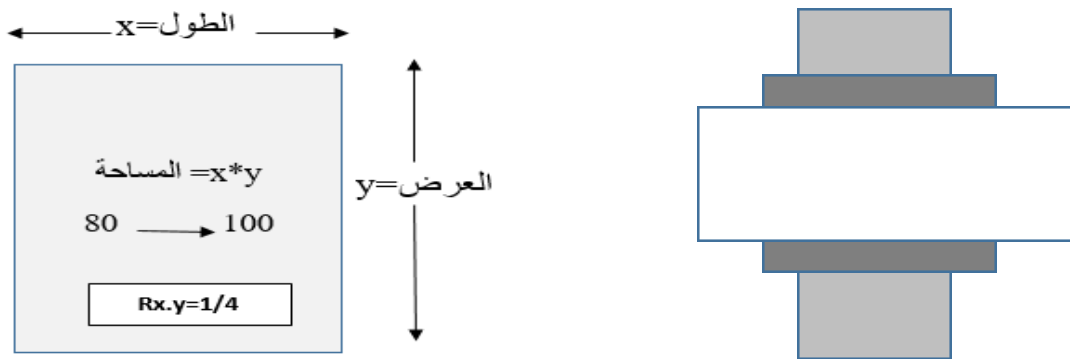 الطول=x
المساحة =x*y
80 → 100
العرض=y
Rx.y=1/4